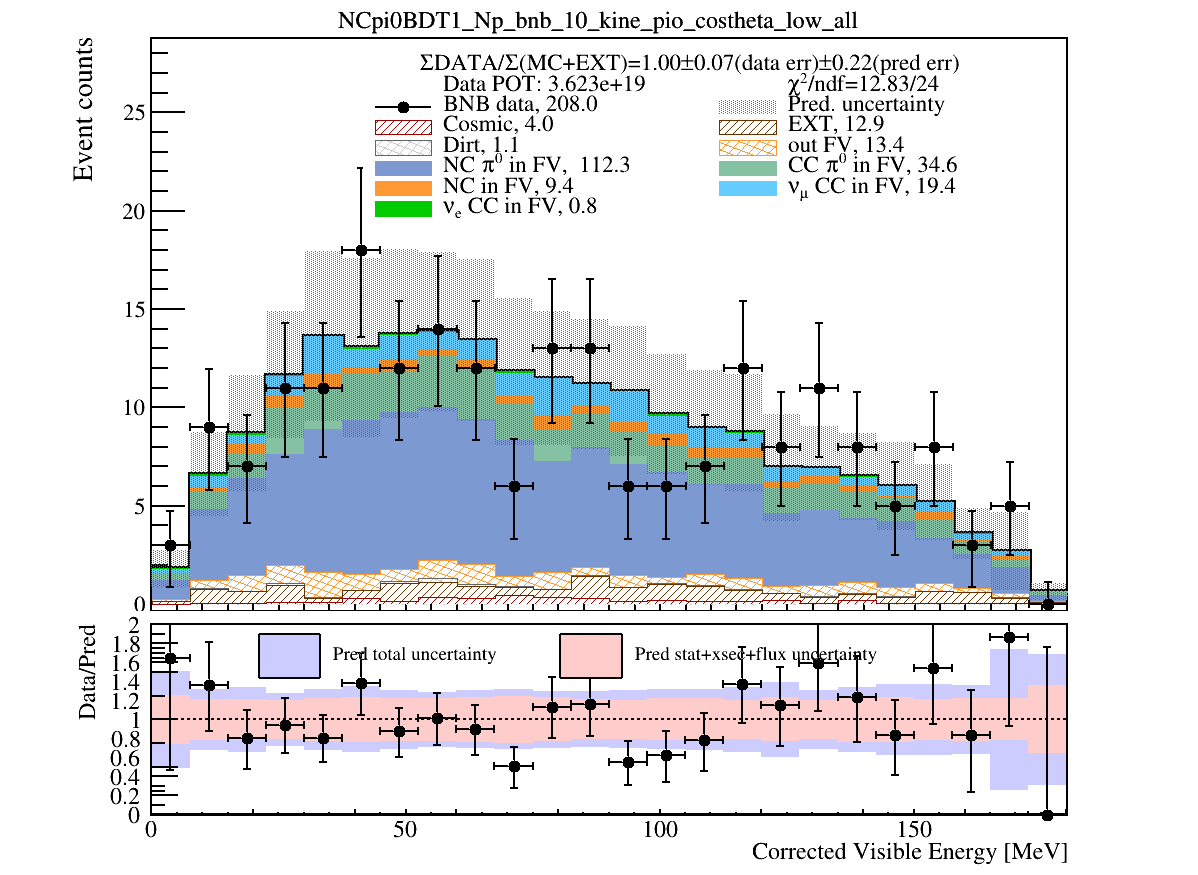 NCpi0BDT1_Np_bnb_10_kine_pio_costheta_low_all
ΣDATA/Σ(MC+EXT)=1.00±0.07(data err)±0.22(pred err)
Data POT: 3.623e+19 χ²/ndf=12.83/24
BNB data, 208.0 Pred. uncertainty
Cosmic, 4.0 EXT, 12.9
Dirt, 1.1 out FV, 13.4
NC π⁰ in FV, 112.3 CC π⁰ in FV, 34.6
NC in FV, 9.4 νμ CC in FV, 19.4
νe CC in FV, 0.8
Event counts
25
20
15
10
5
0
Data/Pred
2
1.8
1.6
1.4
1.2
1
0.8
0.6
0.4
0.2
0
Pred total uncertainty Pred stat+xsec+flux uncertainty
0 50 100 150
Corrected Visible Energy [MeV]